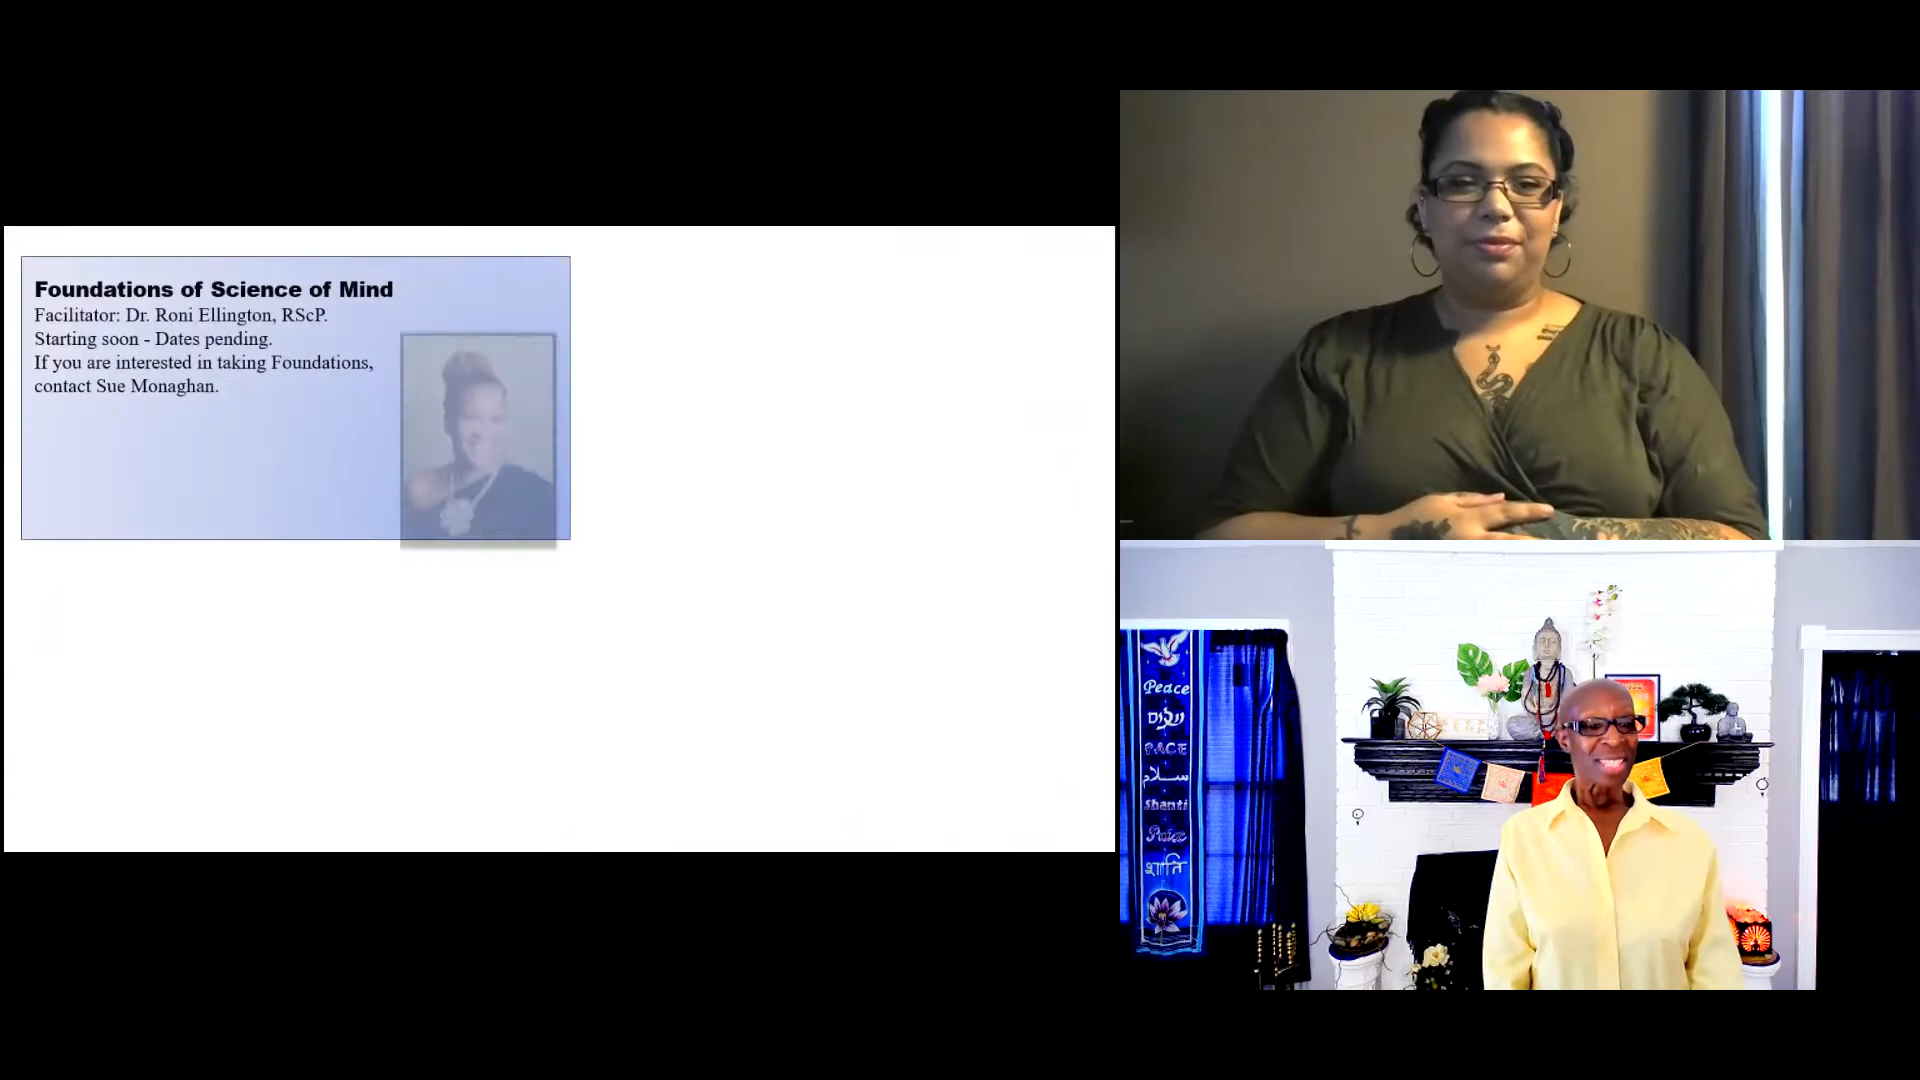 Foundations of Science of Mind
Facilitator: Dr. Roni Ellington, RScP.
Starting soon - Dates pending.
If you are interested in taking Foundations,
contact Sue Monaghan.
Peace
שלום
PACE
سلام
Shanti
शान्ति